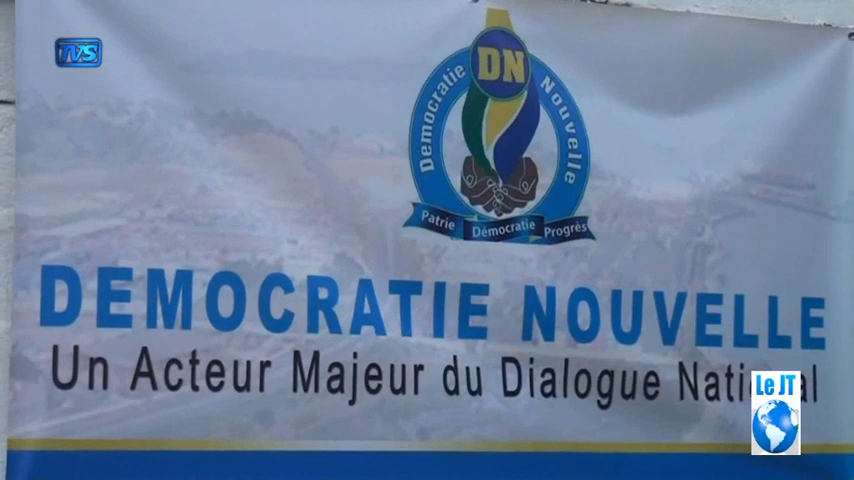 TVS
DN
Democratie Nouvelle
Patrie Démocratie Progrès
DEMOCRATIE NOUVELLE
Un Acteur Majeur du Dialogue National
Le JT